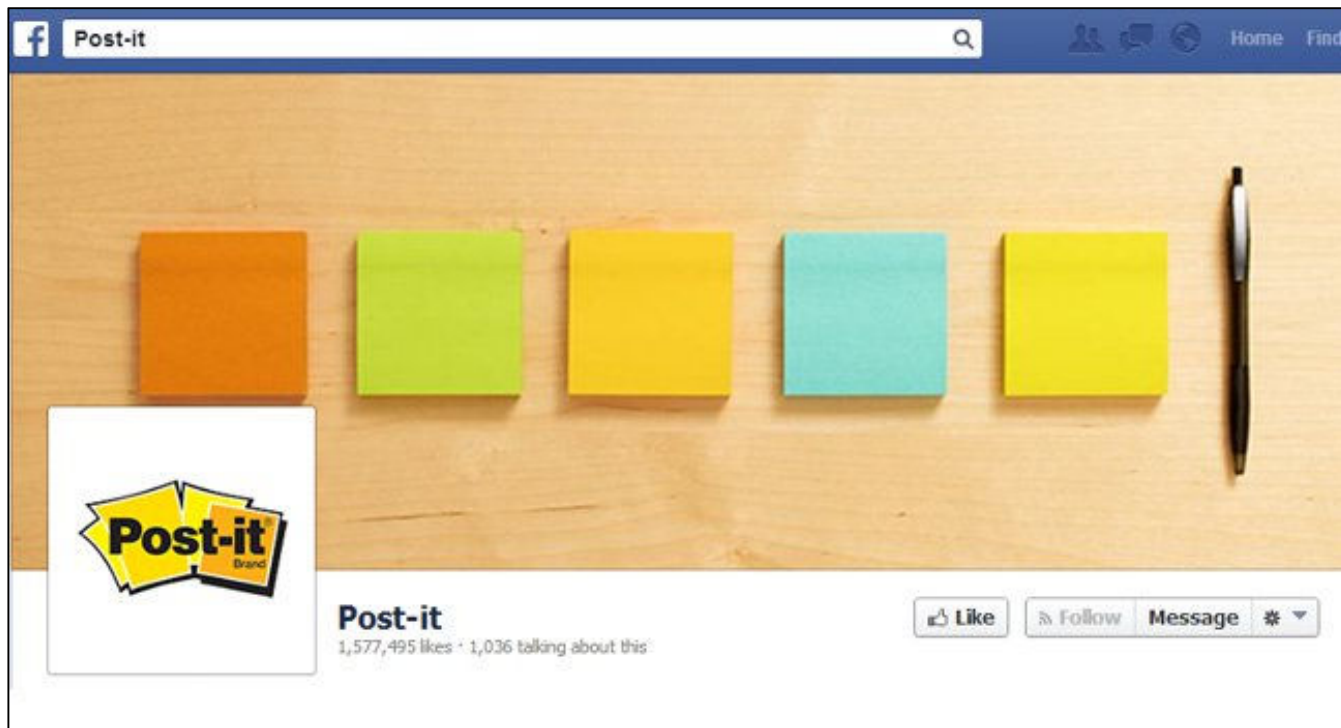 f Post-it Home Find
Post-it®
Brand
Post-it
1,577,495 likes · 1,036 talking about this
Like Follow Message